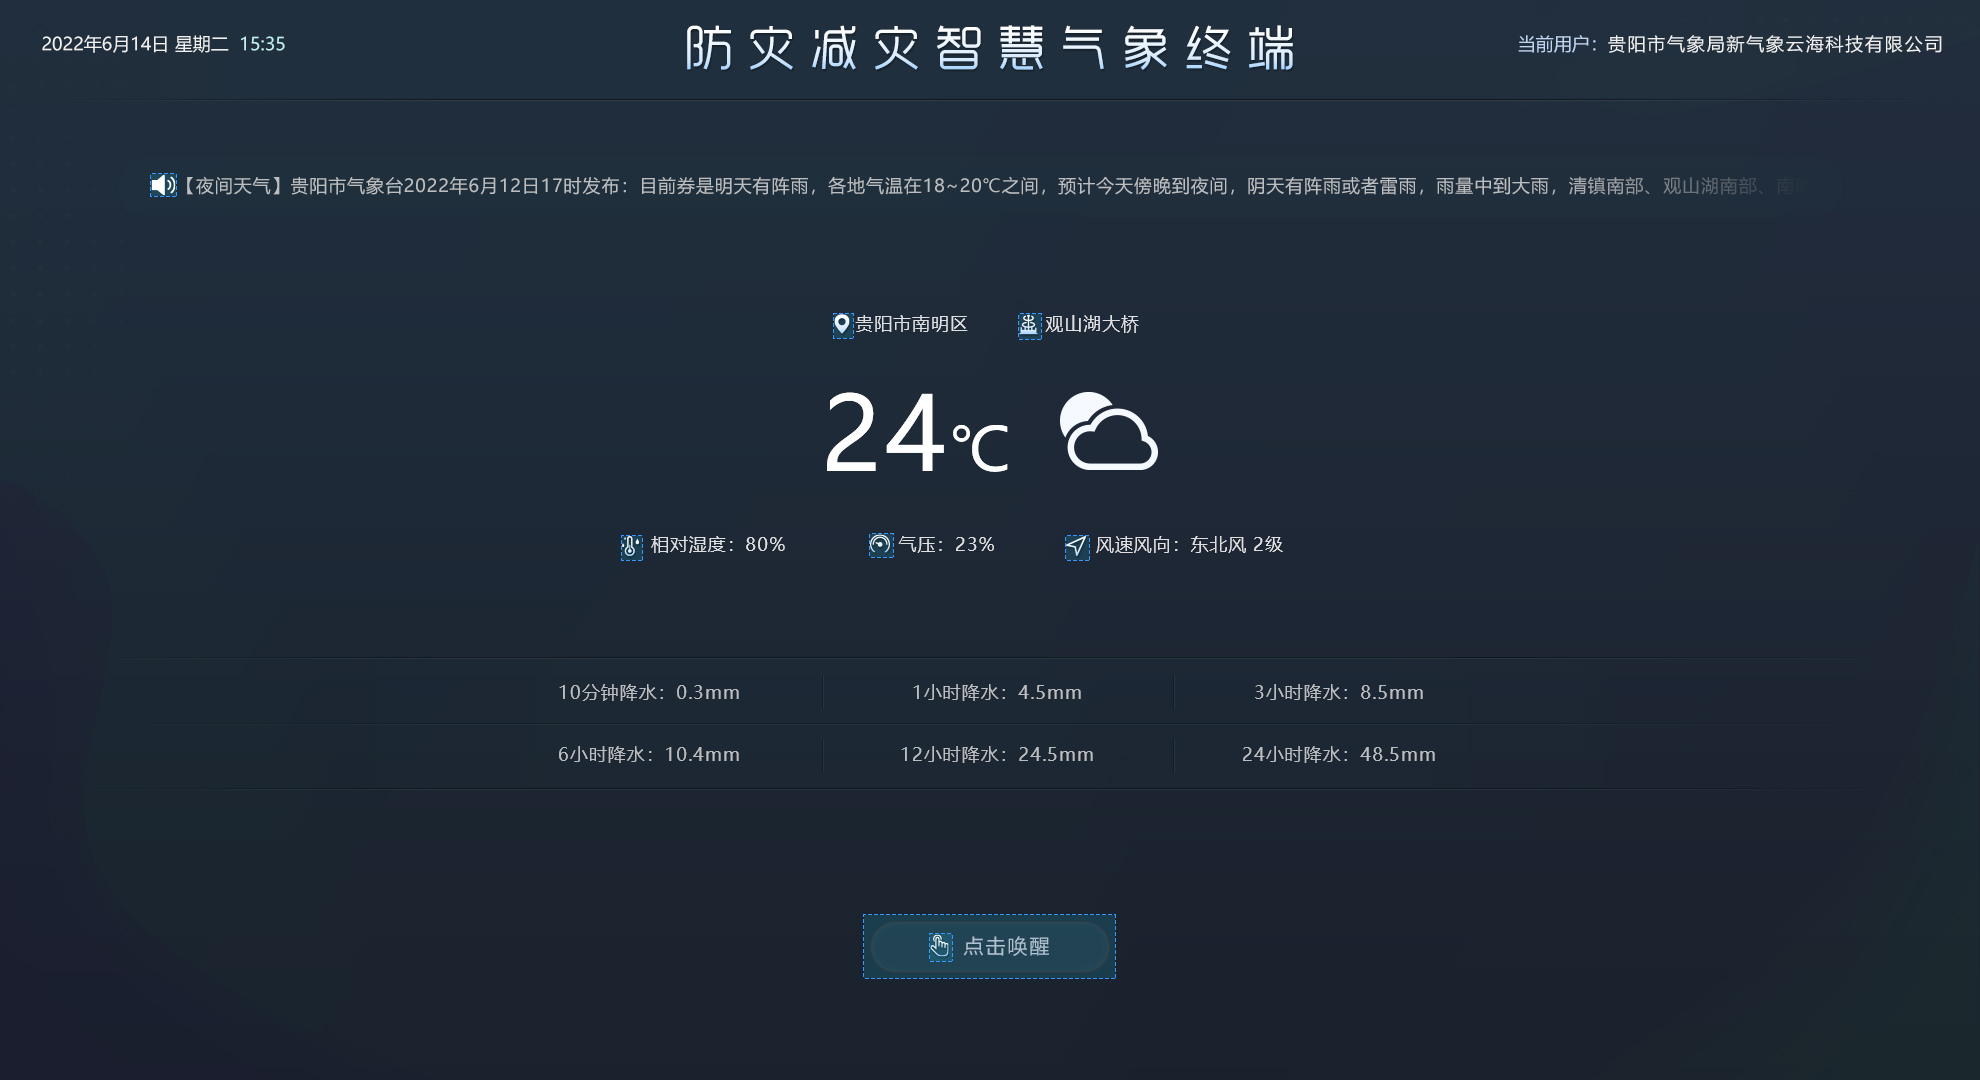 2022年6月14日 星期二 15:35
防灾减灾智慧气象终端
当前用户：贵阳市气象局新气象云海科技有限公司
【夜间天气】贵阳市气象台2022年6月12日17时发布：目前券是明天有阵雨，各地气温在18~20℃之间，预计今天傍晚到夜间，阴天有阵雨或者雷雨，雨量中到大雨，清镇南部、观山湖南部、南
贵阳市南明区 观山湖大桥
24℃
相对湿度：80% 气压：23% 风速风向：东北风 2级
10分钟降水：0.3mm 1小时降水：4.5mm 3小时降水：8.5mm
6小时降水：10.4mm 12小时降水：24.5mm 24小时降水：48.5mm
点击唤醒